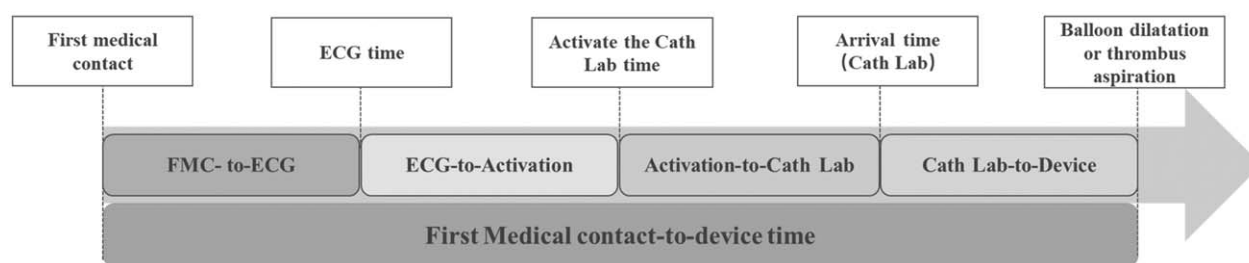 First medical
contact
ECG time
Activate the Cath
Lab time
Arrival time
(Cath Lab)
Balloon dilatation
or thrombus
aspiration
FMC- to-ECG
ECG-to-Activation
Activation-to-Cath Lab
Cath Lab-to-Device
First Medical contact-to-device time